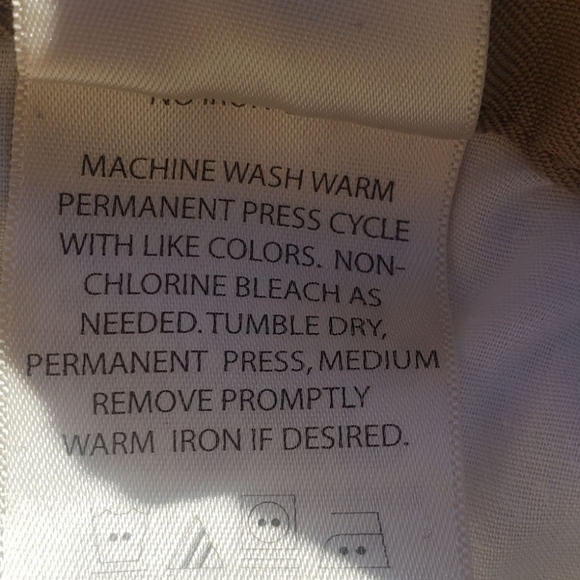 MACHINE WASH WARM
PERMANENT PRESS CYCLE
WITH LIKE COLORS. NON-
CHLORINE BLEACH AS
NEEDED. TUMBLE DRY,
PERMANENT PRESS, MEDIUM
REMOVE PROMPTLY
WARM IRON IF DESIRED.